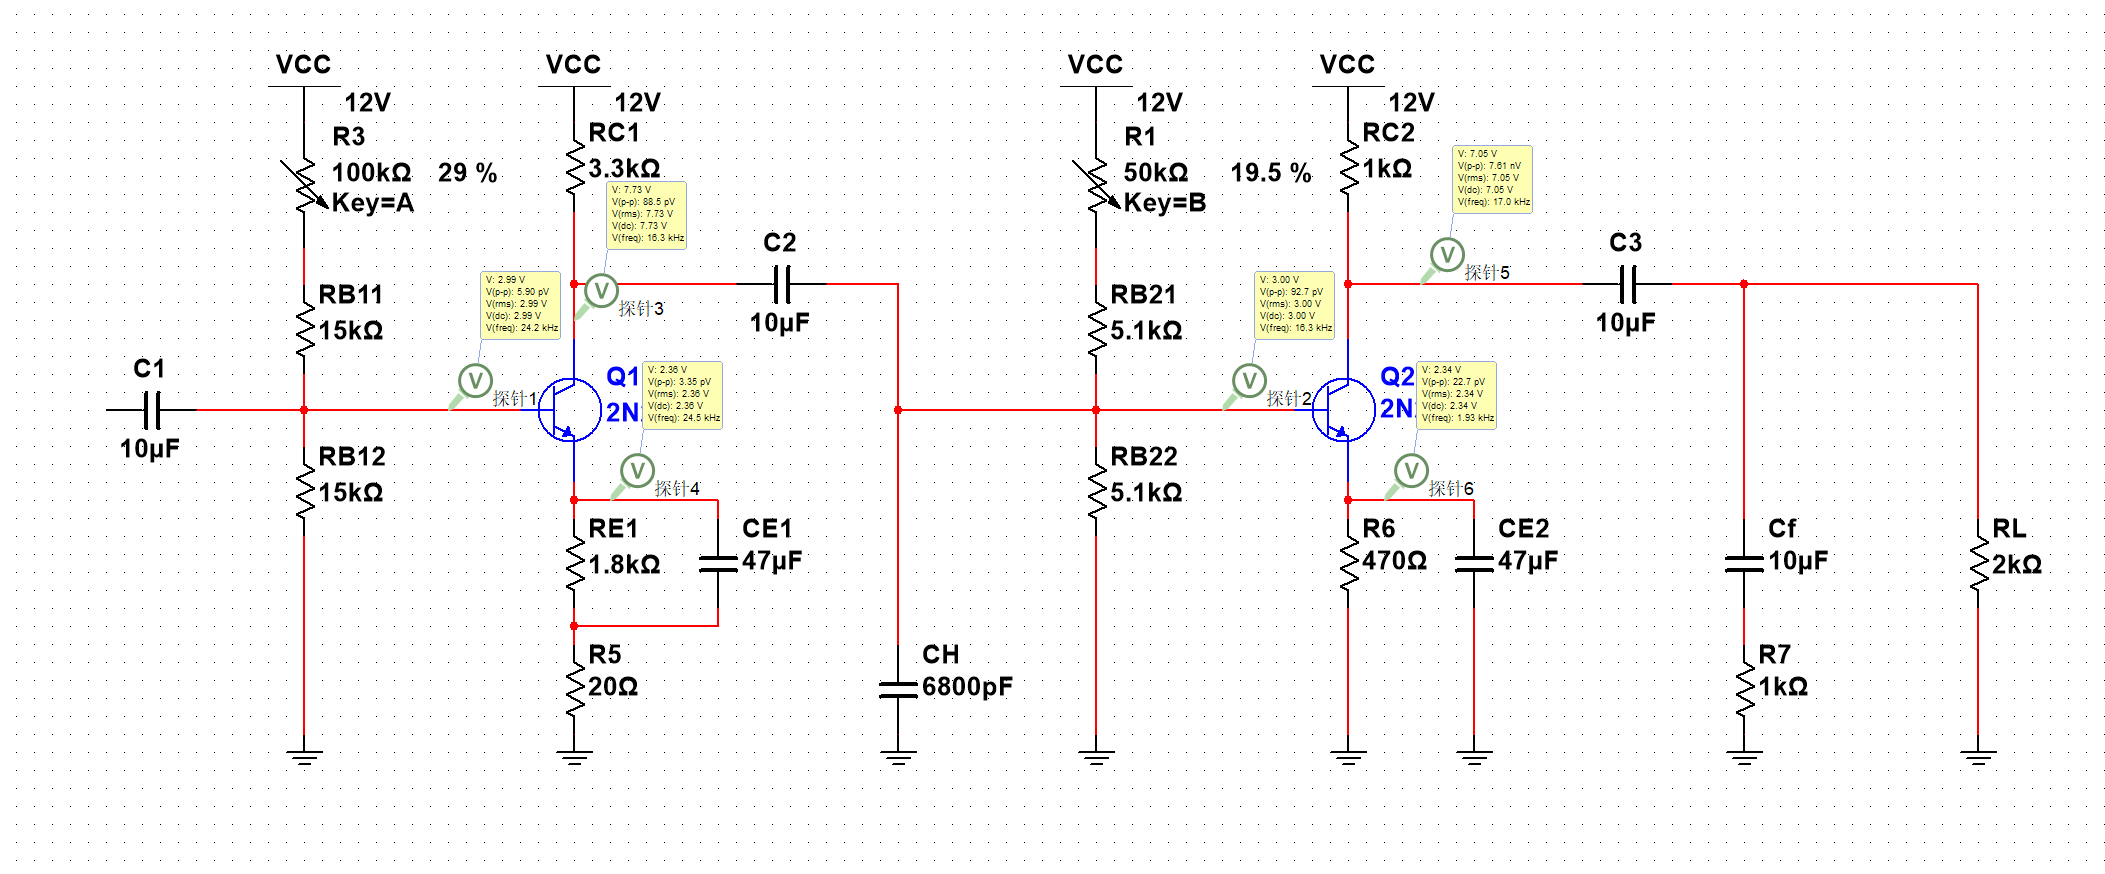 VCC
12V
R3
100kΩ 29 %
Key=A
RB11
15kΩ
C1
10µF
RB12
15kΩ
V: 2.99 V
V(p-p): 5.90 pV
V(rms): 2.99 V
V(dc): 2.99 V
V(freq): 24.2 kHz
V
探针1
VCC
12V
RC1
3.3kΩ
V: 7.73 V
V(p-p): 88.5 pV
V(rms): 7.73 V
V(dc): 7.73 V
V(freq): 16.3 kHz
V
探针3
Q1
2N
V: 2.36 V
V(p-p): 3.35 pV
V(rms): 2.36 V
V(dc): 2.36 V
V(freq): 24.5 kHz
V
探针4
RE1
1.8kΩ
CE1
47µF
R5
20Ω
C2
10µF
CH
6800pF
VCC
12V
R1
50kΩ 19.5 %
Key=B
RB21
5.1kΩ
RB22
5.1kΩ
V: 3.00 V
V(p-p): 92.7 pV
V(rms): 3.00 V
V(dc): 3.00 V
V(freq): 16.3 kHz
V
探针2
VCC
12V
RC2
1kΩ
V: 7.05 V
V(p-p): 7.61 nV
V(rms): 7.05 V
V(dc): 7.05 V
V(freq): 17.0 kHz
V
探针5
Q2
2N
V: 2.34 V
V(p-p): 22.7 pV
V(rms): 2.34 V
V(dc): 2.34 V
V(freq): 1.93 kHz
V
探针6
R6
470Ω
CE2
47µF
C3
10µF
Cf
10µF
R7
1kΩ
RL
2kΩ